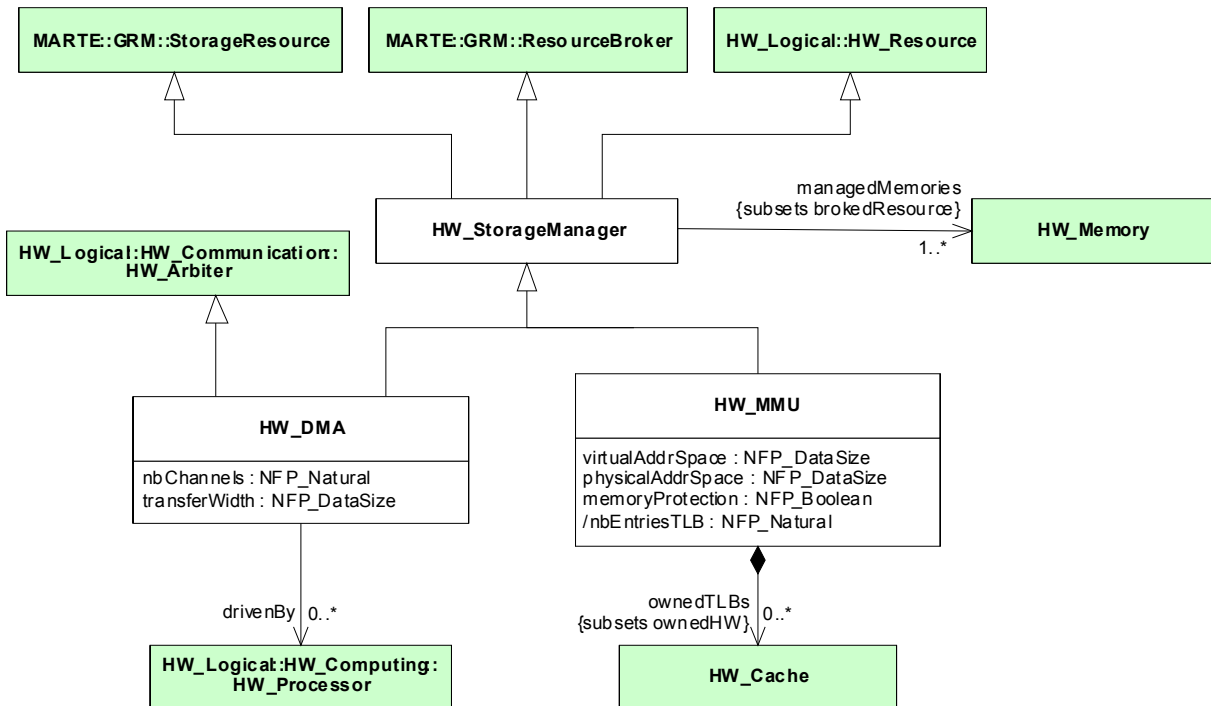 MARTE::GRM::StorageResource
MARTE::GRM::ResourceBroker
HW_Logical::HW_Resource
managedMemories
{subsets brokedResource}
HW_StorageManager
HW_Memory
1..*
HW_Logical::HW_Communication::
HW_Arbiter
HW_DMA
nbChannels : NFP_Natural
transferWidth : NFP_DataSize
HW_MMU
virtualAddrSpace : NFP_DataSize
physicalAddrSpace : NFP_DataSize
memoryProtection : NFP_Boolean
/nbEntriesTLB : NFP_Natural
drivenBy
0..*
ownedTLBs
{subsets ownedHW}
0..*
HW_Logical::HW_Computing::
HW_Processor
HW_Cache